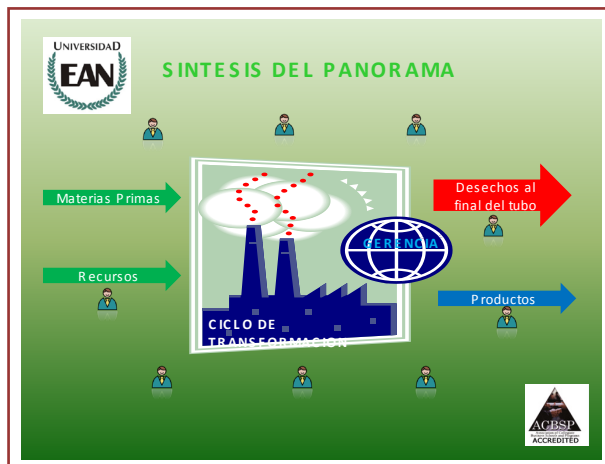 UNIVERSIDAD
EAN
SINTESIS DEL PANORAMA
Materias Primas
Desechos al
final del tubo
GERENCIA
Recursos
Productos
CICLO DE
TRANSFORMACION
ACBSP
ACCREDITED